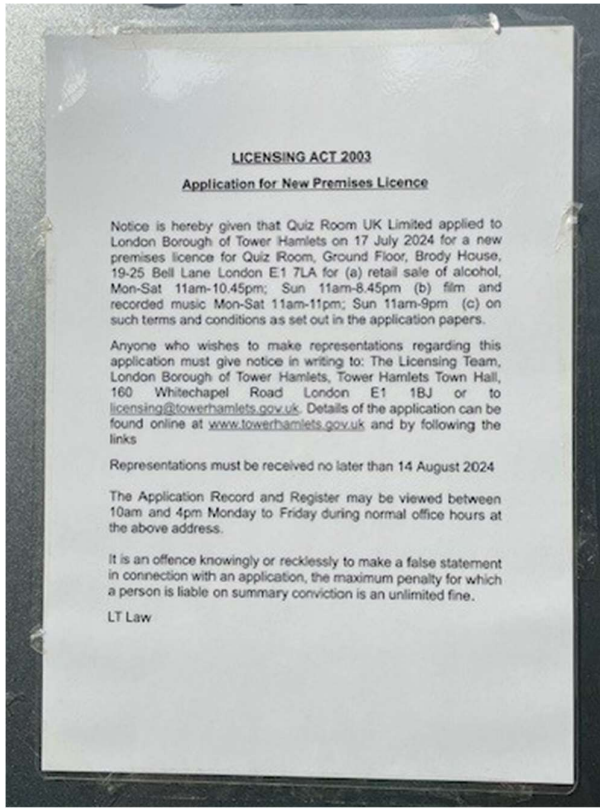 LICENSING ACT 2003
Application for New Premises Licence
Notice is hereby given that Quiz Room UK Limited applied to
London Borough of Tower Hamlets on 17 July 2024 for a new
premises licence for Quiz Room, Ground Floor, Brody House,
19-25 Bell Lane London E1 7LA for (a) retail sale of alcohol,
Mon-Sat 11am-10.45pm; Sun 11am-8.45pm (b) film and
recorded music Mon-Sat 11am-11pm; Sun 11am-9pm (c) on
such terms and conditions as set out in the application papers.
Anyone who wishes to make representations regarding this
application must give notice in writing to: The Licensing Team,
London Borough of Tower Hamlets, Tower Hamlets Town Hall,
160 Whitechapel Road London E1 1BJ or to
licensing@towerhamlets.gov.uk. Details of the application can be
found online at www.towerhamlets.gov.uk and by following the
links
Representations must be received no later than 14 August 2024
The Application Record and Register may be viewed between
10am and 4pm Monday to Friday during normal office hours at
the above address.
It is an offence knowingly or recklessly to make a false statement
in connection with an application, the maximum penalty for which
a person is liable on summary conviction is an unlimited fine.
LT Law